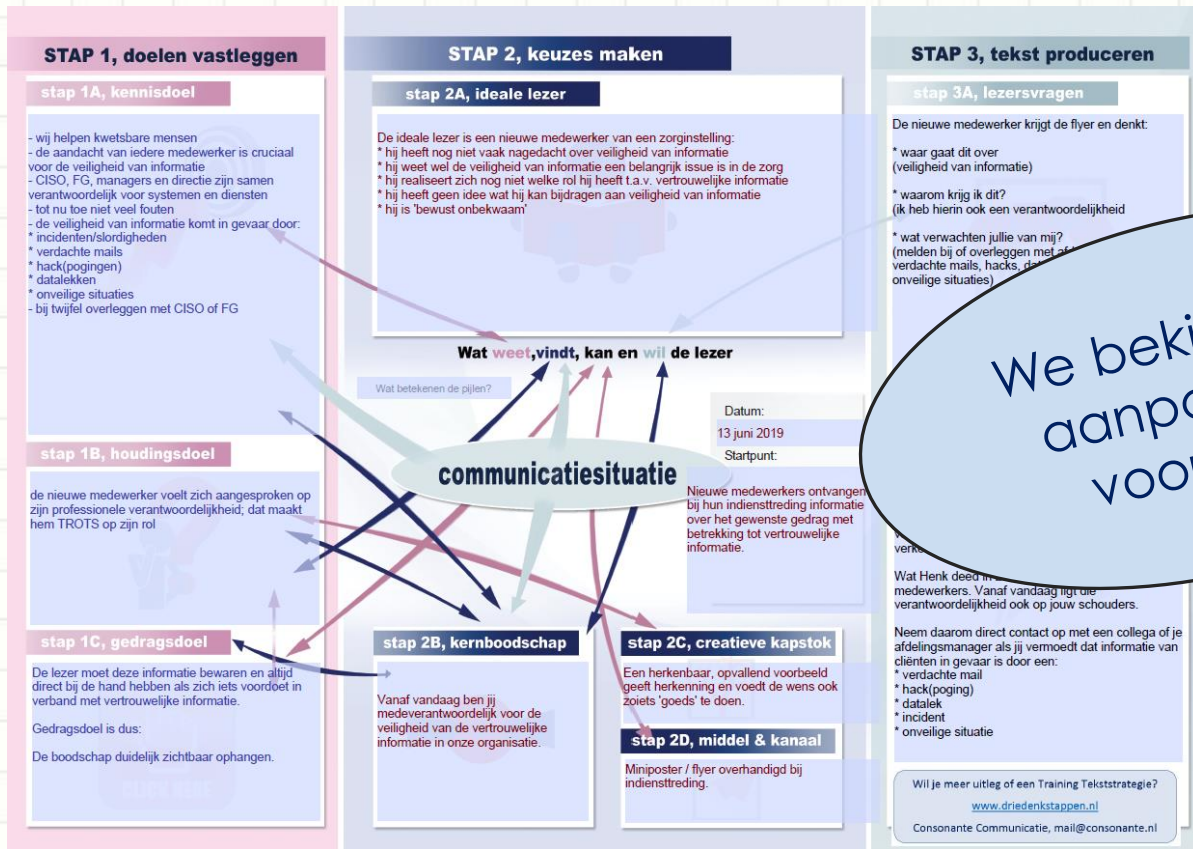 STAP 1, doelen vastleggen
stap 1A, kennisdoel
- wij helpen kwetsbare mensen
- de aandacht van iedere medewerker is cruciaal
voor de veiligheid van informatie
- CISO, FG, managers en directie zijn samen
verantwoordelijk voor systemen en diensten
- tot nu toe niet veel fouten
- de veiligheid van informatie komt in gevaar door:
* incidenten/slordigheden
* verdachte mails
* hack(pogingen)
* datalekken
* onveilige situaties
- bij twijfel overleggen met CISO of FG
stap 1B, houdingsdoel
de nieuwe medewerker voelt zich aangesproken op
zijn professionele verantwoordelijkheid; dat maakt
hem TROTS op zijn rol
stap 1C, gedragsdoel
De lezer moet deze informatie bewaren en altijd
direct bij de hand hebben als zich iets voordoet in
verband met vertrouwelijke informatie.
Gedragsdoel is dus:
De boodschap duidelijk zichtbaar ophangen.
STAP 2, keuzes maken
stap 2A, ideale lezer
De ideale lezer is een nieuwe medewerker van een zorginstelling:
* hij heeft nog niet vaak nagedacht over veiligheid van informatie
* hij weet wel de veiligheid van informatie een belangrijk issue is in de zorg
* hij realiseert zich nog niet welke rol hij heeft t.a.v. vertrouwelijke informatie
* hij heeft geen idee wat hij kan bijdragen aan veiligheid van informatie
* hij is 'bewust onbekwaam'
Wat weet,vindt, kan en wil de lezer
Wat betekenen de pijlen?
communicatiesituatie
Datum:
13 juni 2019
Startpunt:
Nieuwe medewerkers ontvangen
bij hun indiensttreding informatie
over het gewenste gedrag met
betrekking tot vertrouwelijke
informatie.
stap 2B, kernboodschap
Vanaf vandaag ben jij
medeverantwoordelijk voor de
veiligheid van de vertrouwelijke
informatie in onze organisatie.
stap 2C, creatieve kapstok
Een herkenbaar, opvallend voorbeeld
geeft herkenning en voedt de wens ook
zoiets 'goeds' te doen.
stap 2D, middel & kanaal
Miniposter / flyer overhandigd bij
indiensttreding.
STAP 3, tekst produceren
stap 3A, lezersvragen
De nieuwe medewerker krijgt de flyer en denkt:
* waar gaat dit over
(veiligheid van informatie)
* waarom krijg ik dit?
(ik heb hierin ook een verantwoordelijkheid
* wat verwachten jullie van mij?
(melden bij of overleggen met
verdachte mails, hacks,
onveilige situaties)
We
Wat Henk deed
medewerkers. Vanaf vandaag ligt die
verantwoordelijkheid ook op jouw schouders.
Neem daarom direct contact op met een collega of je
afdelingsmanager als jij vermoedt dat informatie van
cliënten in gevaar is door een:
* verdachte mail
* hack(poging)
* datalek
* incident
* onveilige situatie
Wil je meer uitleg of een Training Tekststrategie?
www.driedenkstappen.nl
Consonante Communicatie, mail@consonante.nl